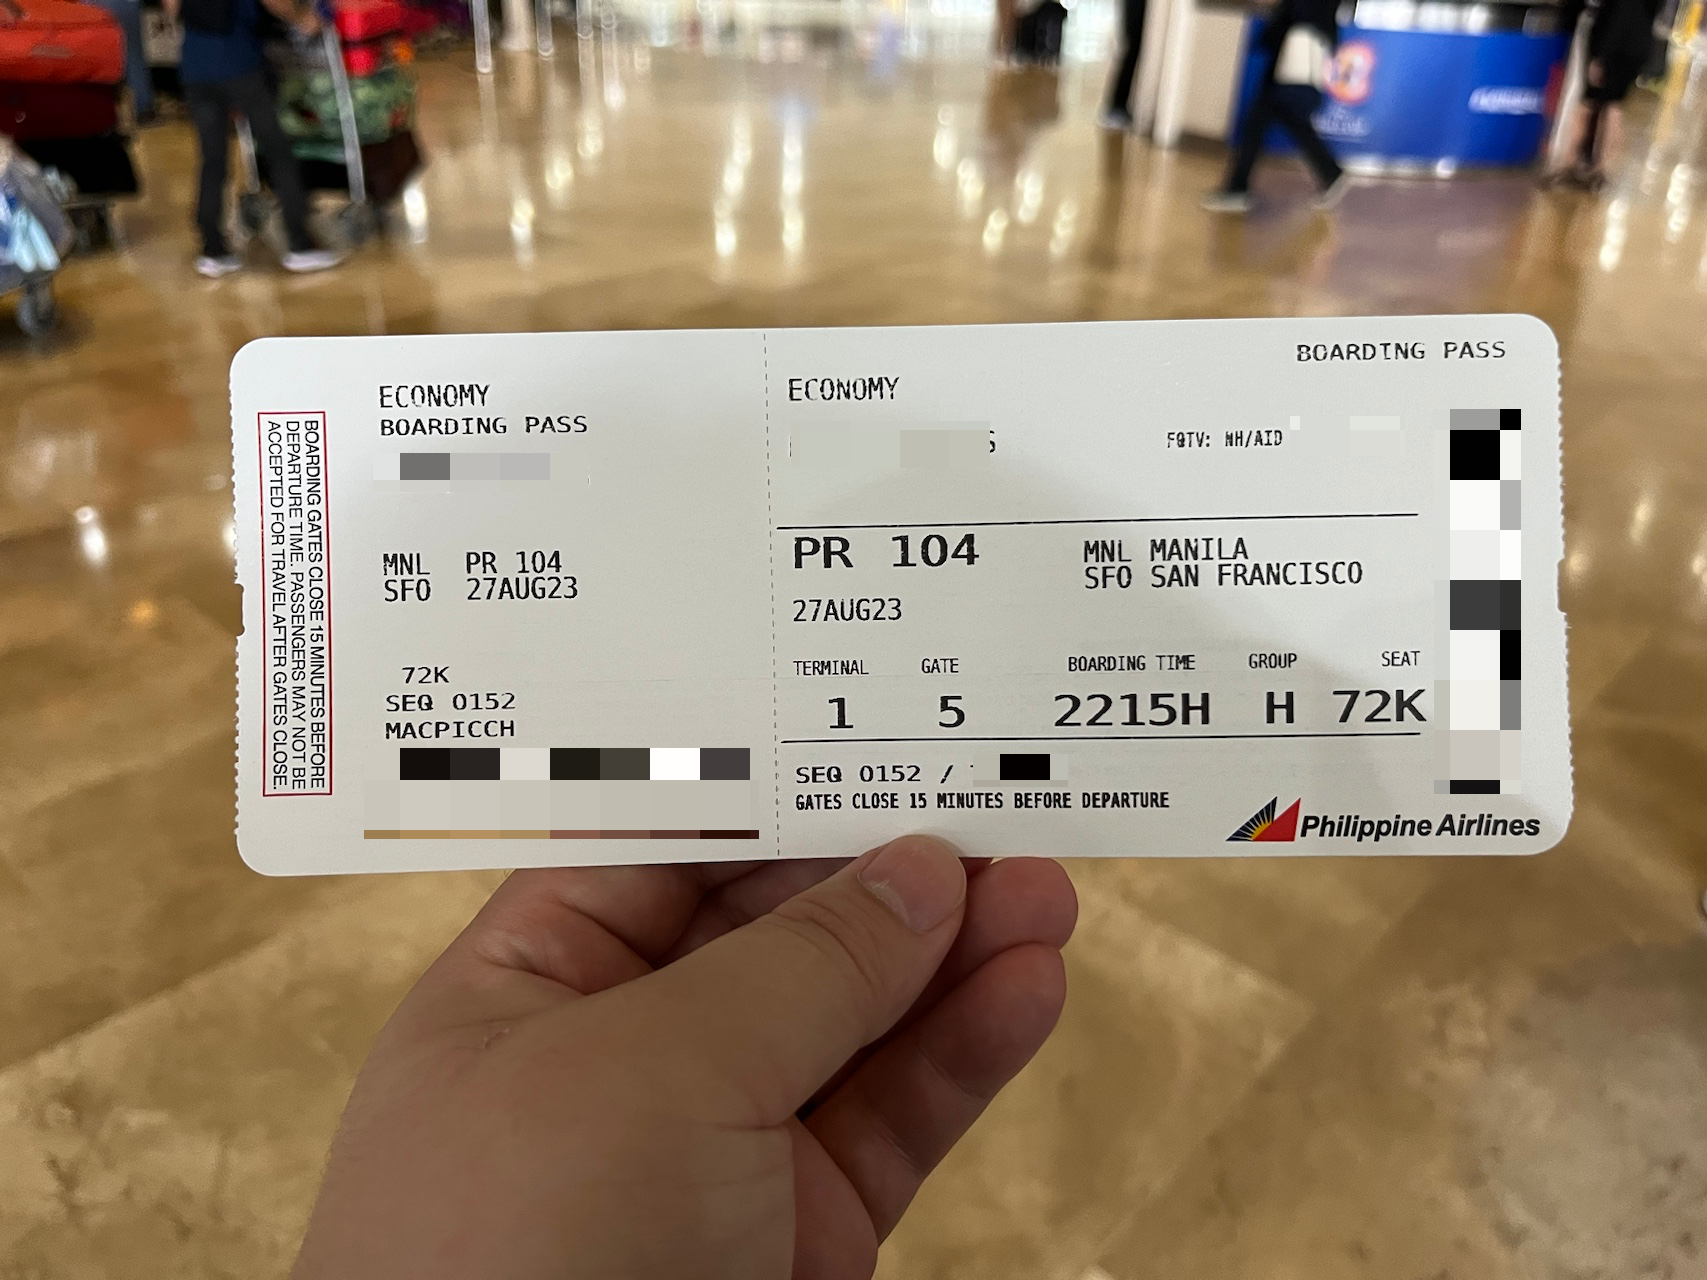 BOARDING GATES CLOSE 15 MINUTES BEFORE
DEPARTURE TIME. PASSENGERS MAY NOT BE
ACCEPTED FOR TRAVEL AFTER GATES CLOSE.
ECONOMY
BOARDING PASS
MNL PR 104
SFO 27AUG23
72K
SEQ 0152
MACPICCH
BOARDING PASS
ECONOMY
FQTV: NH/AID
PR 104
MNL MANILA
SFO SAN FRANCISCO
27AUG23
TERMINAL GATE BOARDING TIME GROUP SEAT
1 5 2215H H 72K
SEQ 0152 /
GATES CLOSE 15 MINUTES BEFORE DEPARTURE
Philippine Airlines